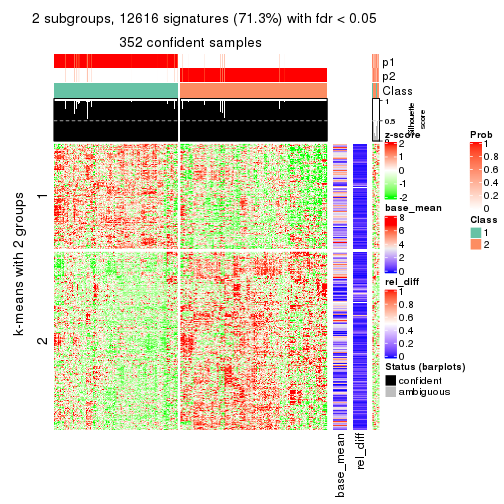 2 subgroups, 12616 signatures (71.3%) with fdr < 0.05
352 confident samples
p1
p2
Class
1
0.5
Silhouette
score
k-means with 2 groups
1
2
base_mean
rel_diff
z-score
2
1
0
-1
-2
base_mean
8
6
4
2
0
rel_diff
1
0.8
0.6
0.4
0.2
0
Status (barplots)
confident
ambiguous
Prob
1
0.8
0.6
0.4
0.2
0
Class
1
2